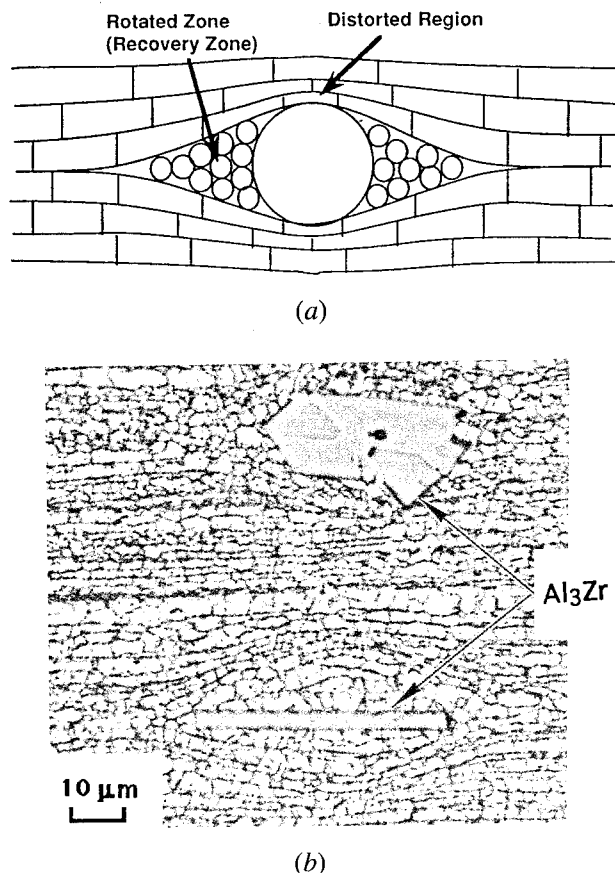 Rotated Zone
(Recovery Zone)
Distorted Region
(a)
Al₃Zr
10 μm
(b)